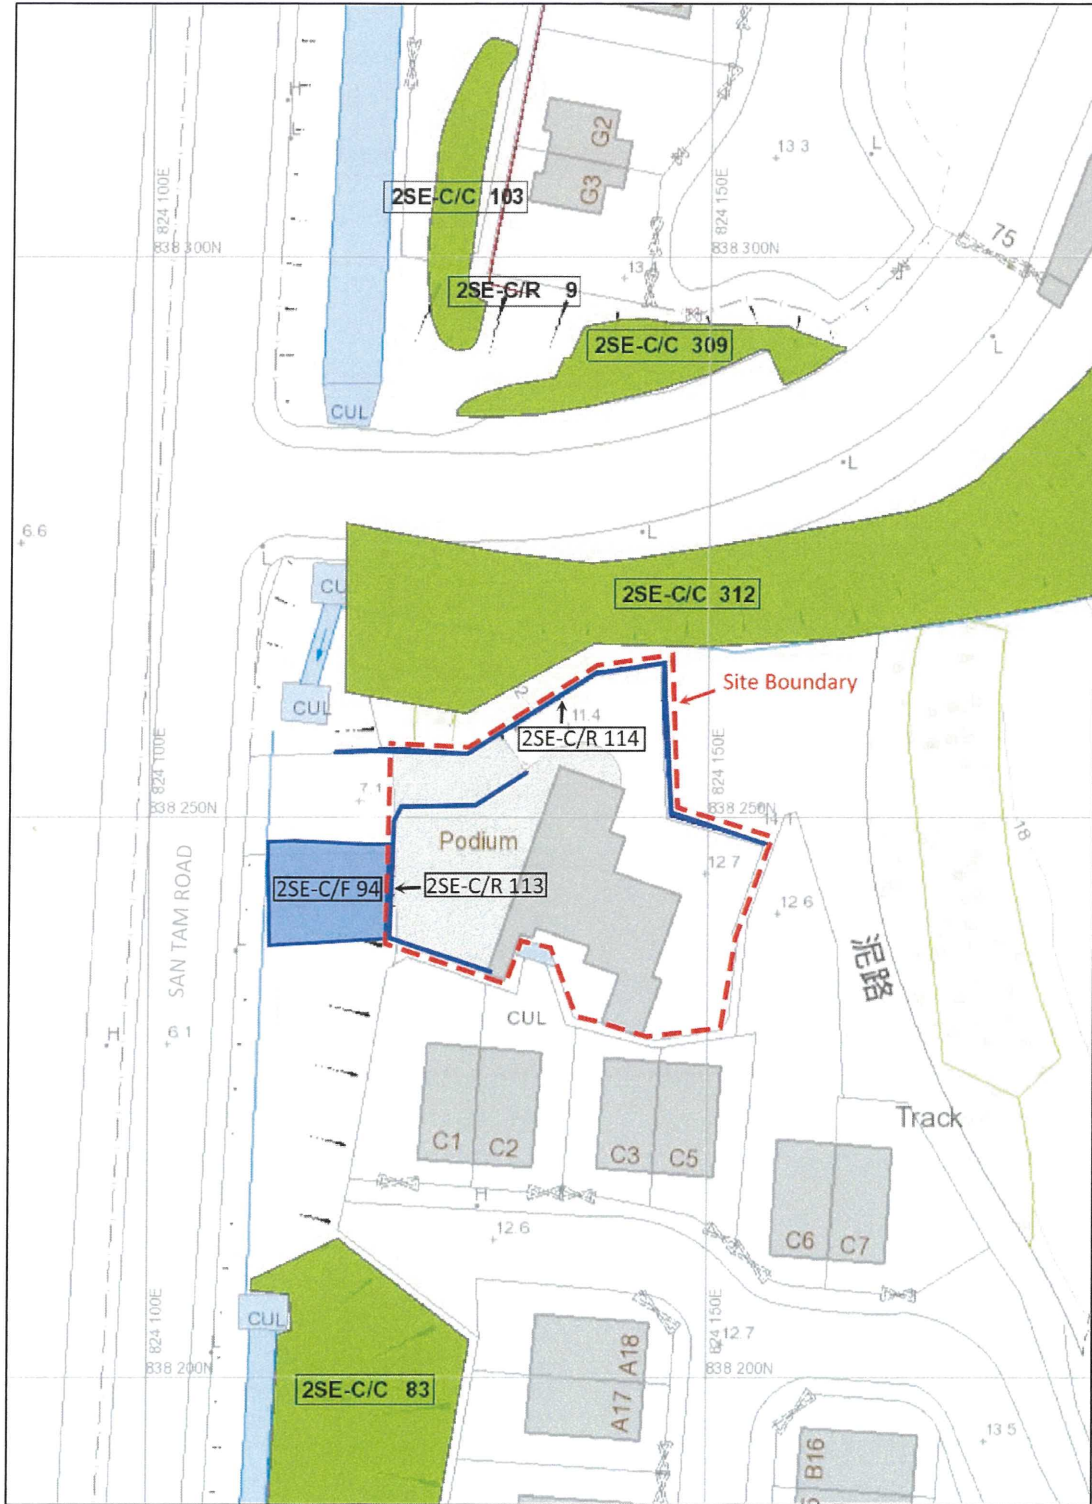 G2
G3
13 3
L
75
2SE-C/C 103
824 100E
824 150E
838 300N
838 300N
2SE-C/R 9
2SE-C/C 309
L
CUL
L
6.6
L
L
2SE-C/C 312
CUL
Site Boundary
11.4
2SE-C/R 114
824 100E
824 150E
7.1
838 250N
838 250N
Podium
18
12.7
2SE-C/F 94
2SE-C/R 113
12 6
SAN TAM ROAD
泥路
CUL
H
6 1
C1
C2
C3
C5
Track
H
12 6
C6
C7
824 100E
824 150E
CUL
12.7
838 200N
838 200N
A18
A17
2SE-C/C 83
13 5
B16